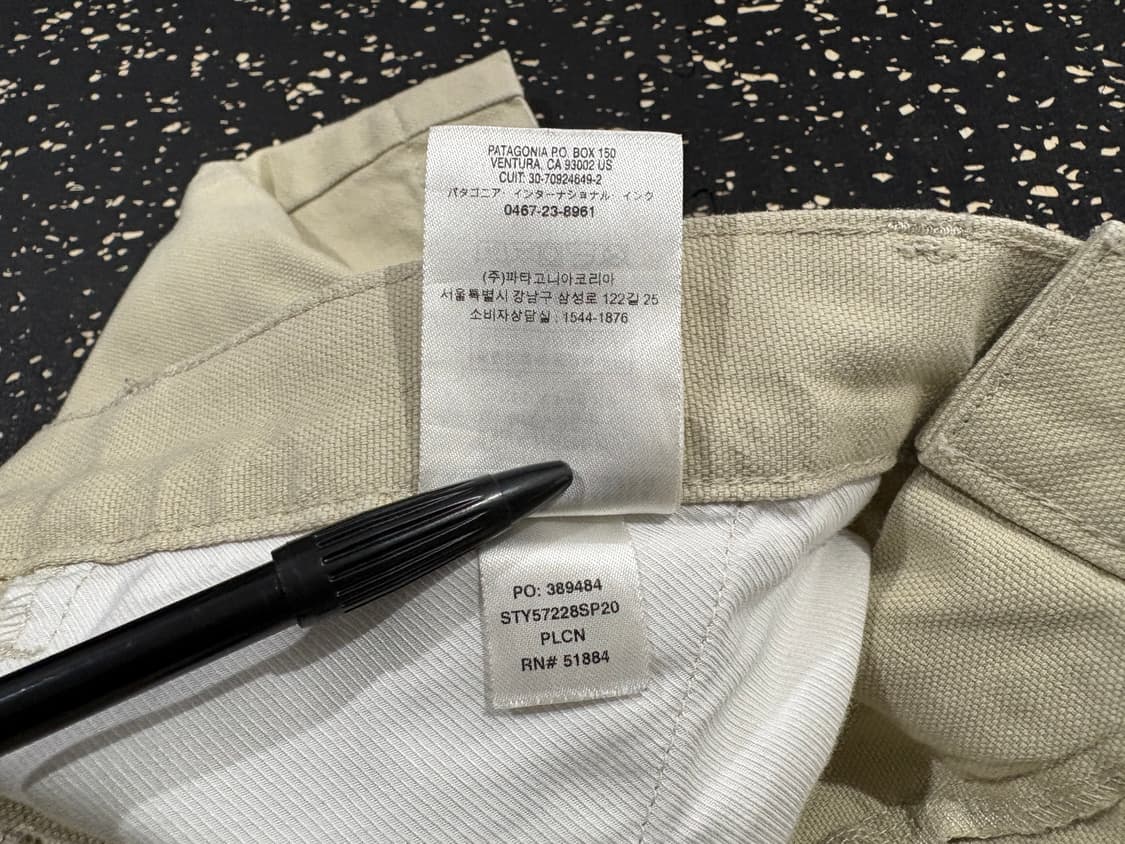 PATAGONIA P.O. BOX 150
VENTURA, CA 93002 US
CUIT: 30-70924649-2
パタゴニア・インターナショナル インク
0467-23-8961
(주)파타고니아코리아
서울특별시 강남구 삼성로 122길 25
소비자상담실 : 1544-1876
PO: 389484
STY57228SP20
PLCN
RN# 51884